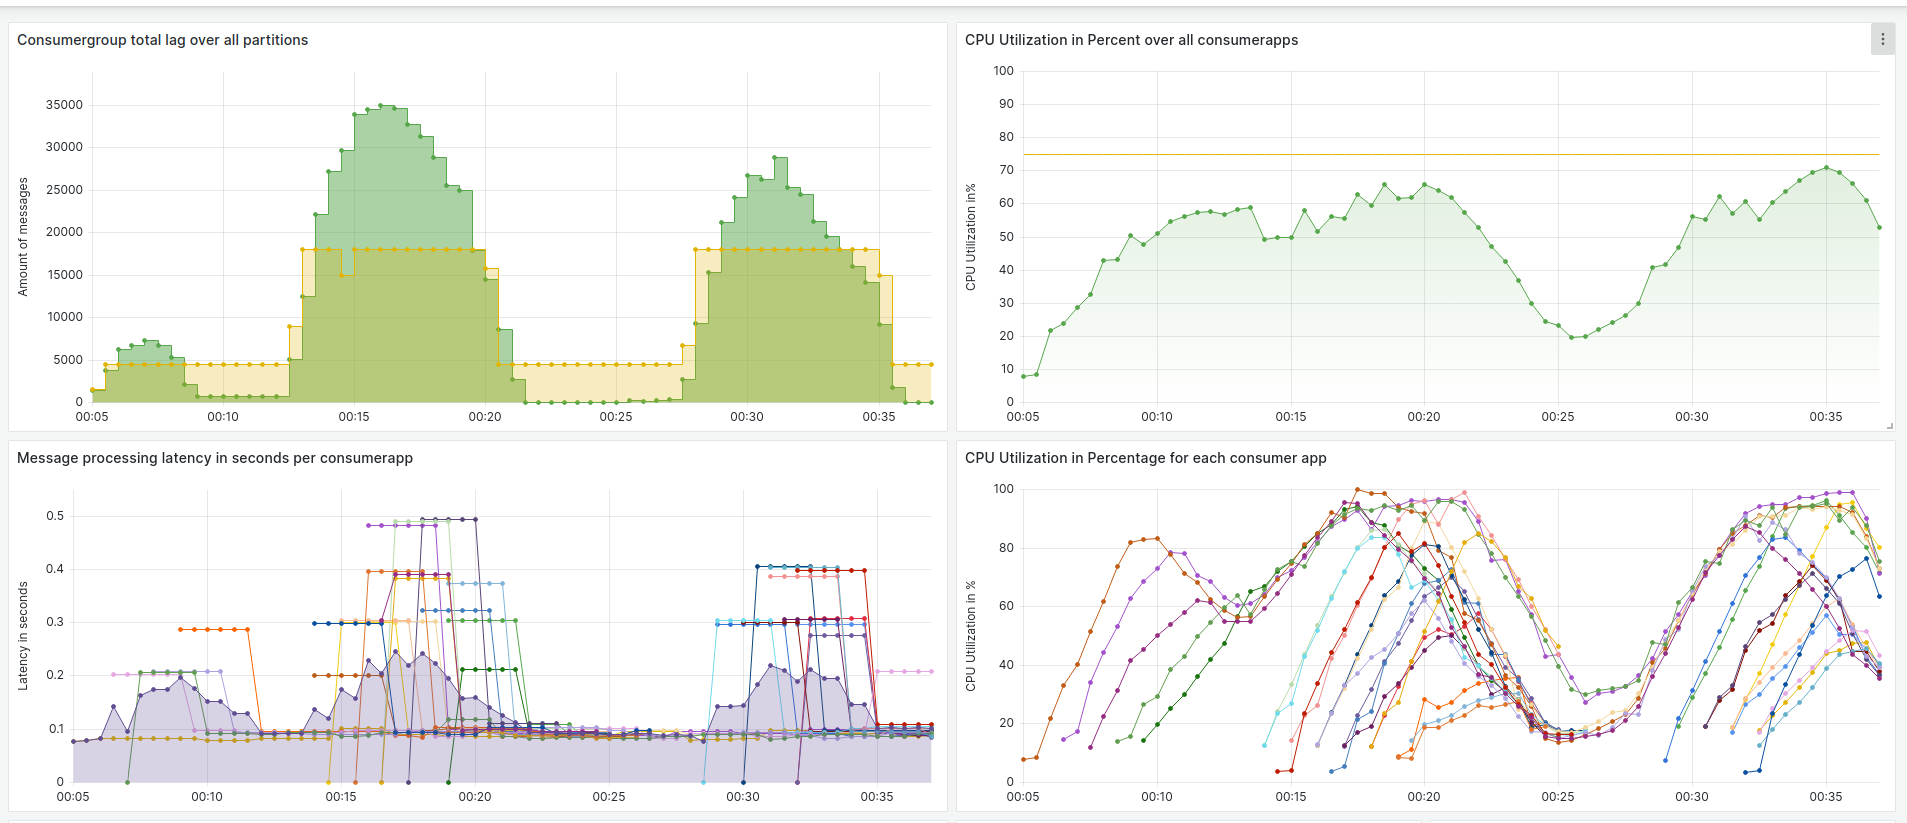 Consumergroup total lag over all partitions
Amount of messages
35000
30000
25000
20000
15000
10000
5000
0
00:05 00:10 00:15 00:20 00:25 00:30 00:35
CPU Utilization in Percent over all consumerapps
CPU Utilization in%
100
90
80
70
60
50
40
30
20
10
0
00:05 00:10 00:15 00:20 00:25 00:30 00:35
Message processing latency in seconds per consumerapp
Latency in seconds
0.5
0.4
0.3
0.2
0.1
0
00:05 00:10 00:15 00:20 00:25 00:30 00:35
CPU Utilization in Percentage for each consumer app
CPU Utilization in %
100
80
60
40
20
0
00:05 00:10 00:15 00:20 00:25 00:30 00:35